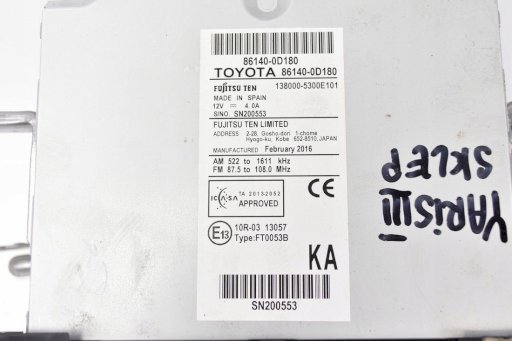 86140-0D180
TOYOTA 86140-0D180
FUJITSU TEN 138000-5300E101
MADE IN SPAIN
12V ⎓ 4.0A
SINO. SN200553
FUJITSU TEN LIMITED
ADDRESS 2-28, Gosho-dori 1-chome
Hyogo-ku, Kobe 652-8510, JAPAN
MANUFACTURED February 2016
AM 522 to 1611 kHz
FM 87.5 to 108.0 MHz
ICASA TA 2013-2052
APPROVED
CE
E13 10R-03 13057
Type:FT0053B
KA
SN200553
YARIS III
SKLEP